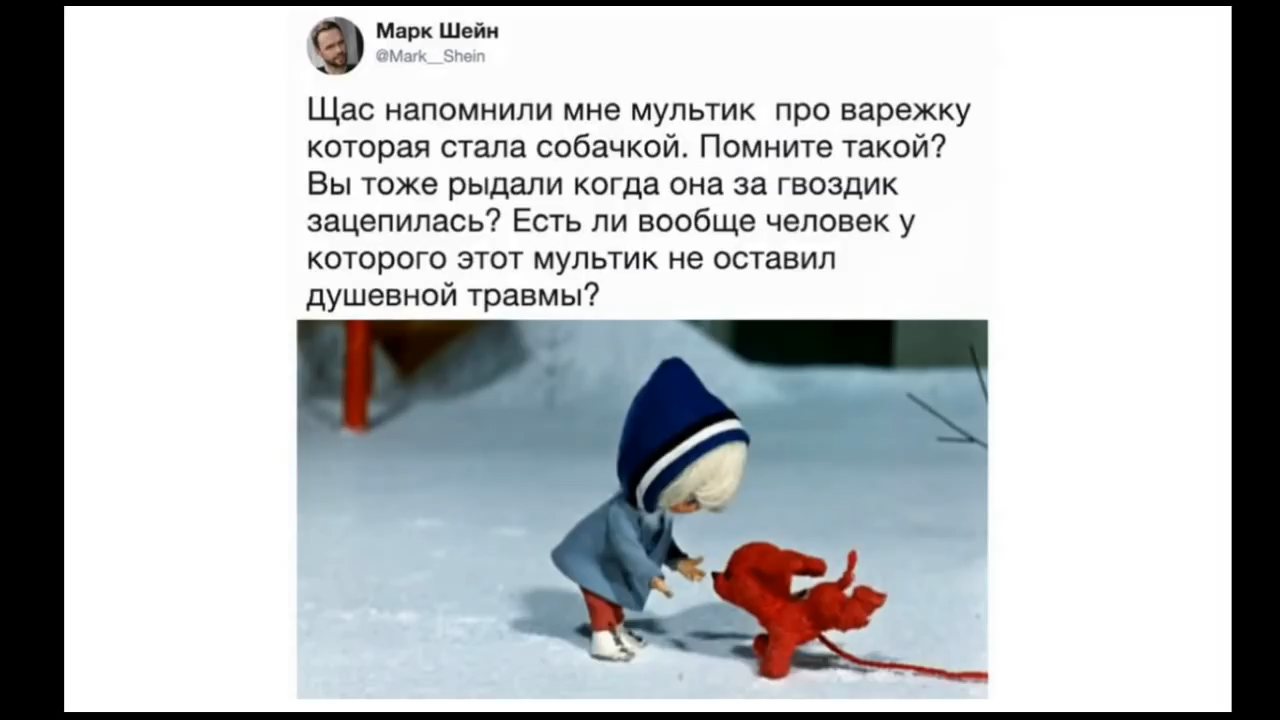 Марк Шейн
@Mark__Shein
Щас напомнили мне мультик про варежку
которая стала собачкой. Помните такой?
Вы тоже рыдали когда она за гвоздик
зацепилась? Есть ли вообще человек у
которого этот мультик не оставил
душевной травмы?